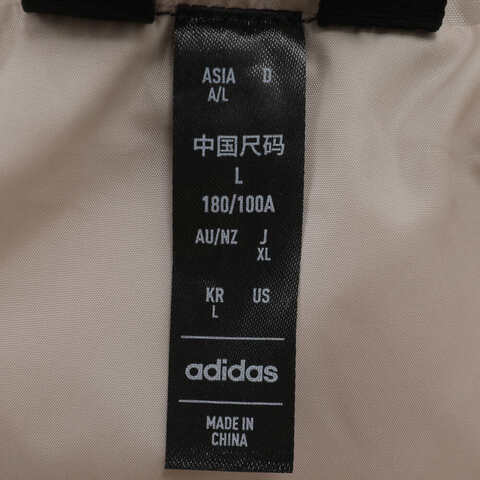 ASIA D
A/L
中国尺码
L
180/100A
AU/NZ J
XL
KR US
L
adidas
MADE IN
CHINA